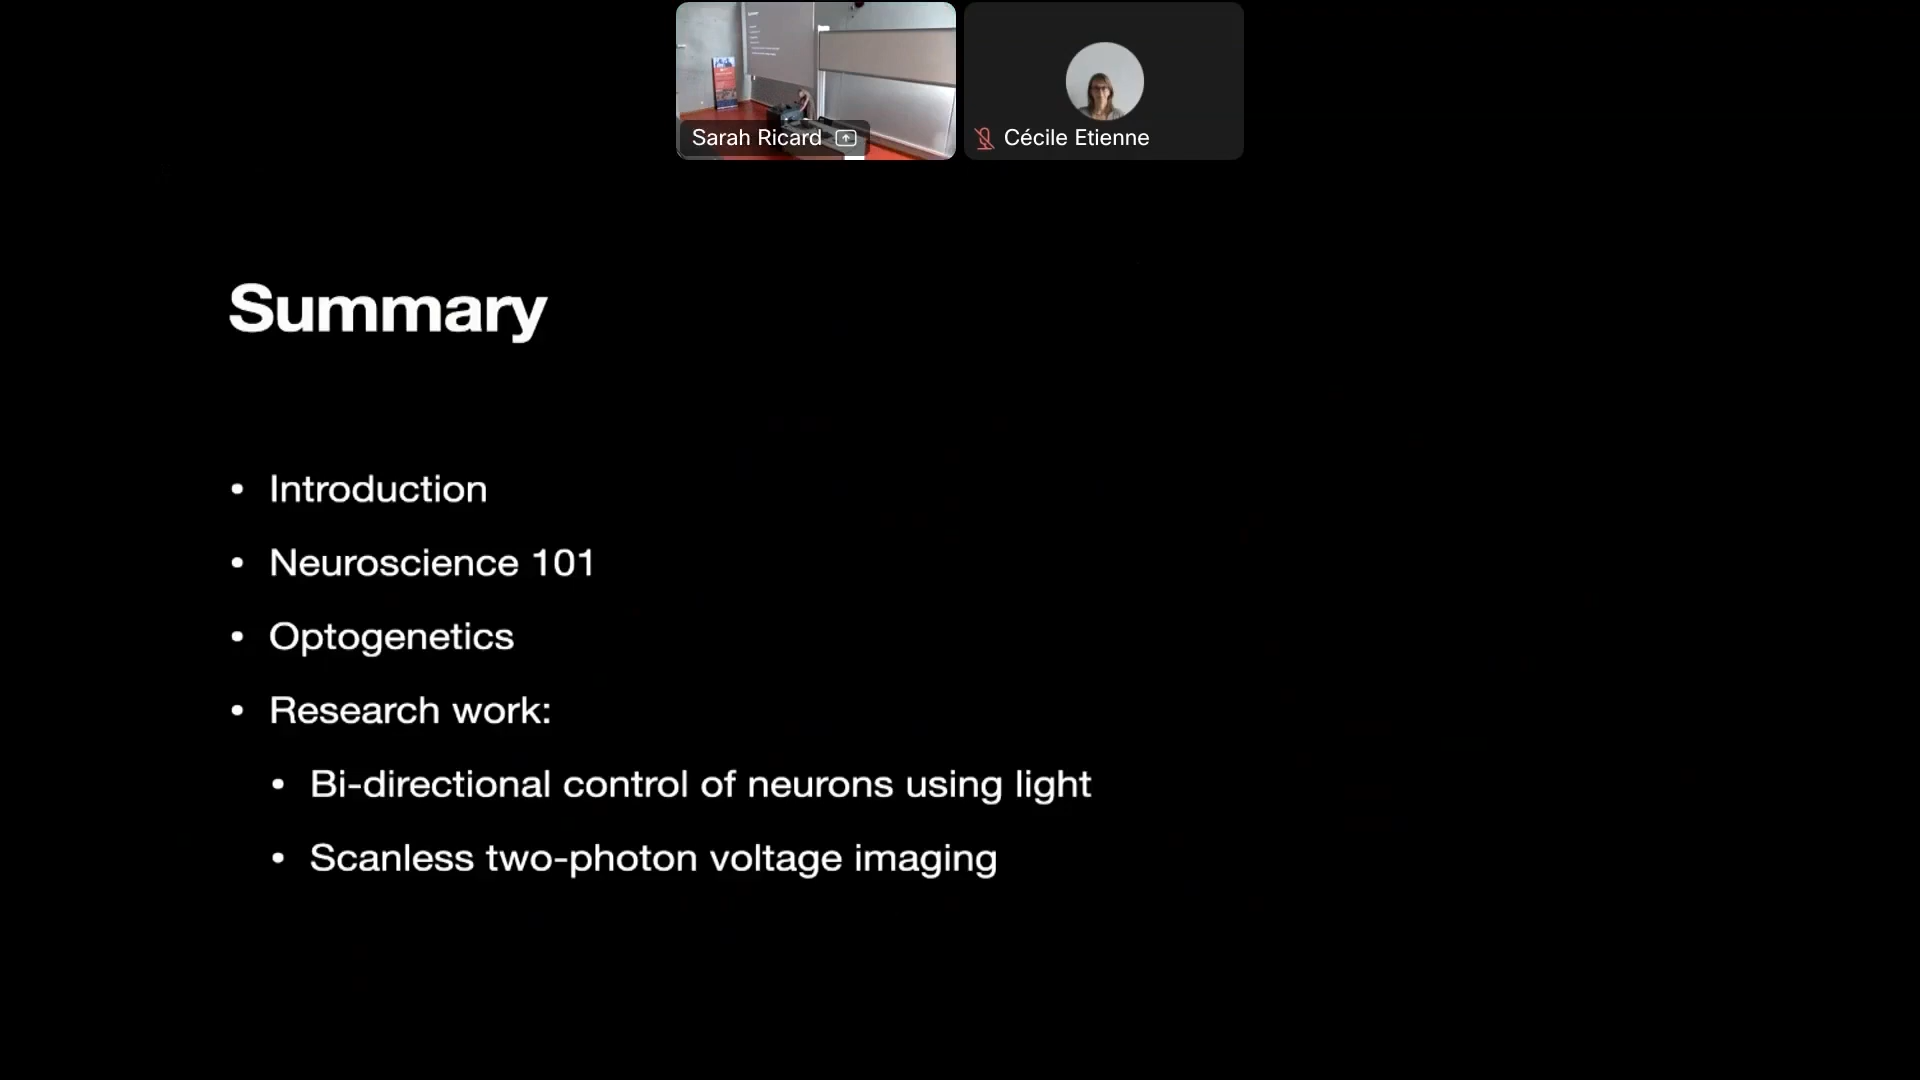 Sarah Ricard
Cécile Etienne
Summary
• Introduction
• Neuroscience 101
• Optogenetics
• Research work:
• Bi-directional control of neurons using light
• Scanless two-photon voltage imaging